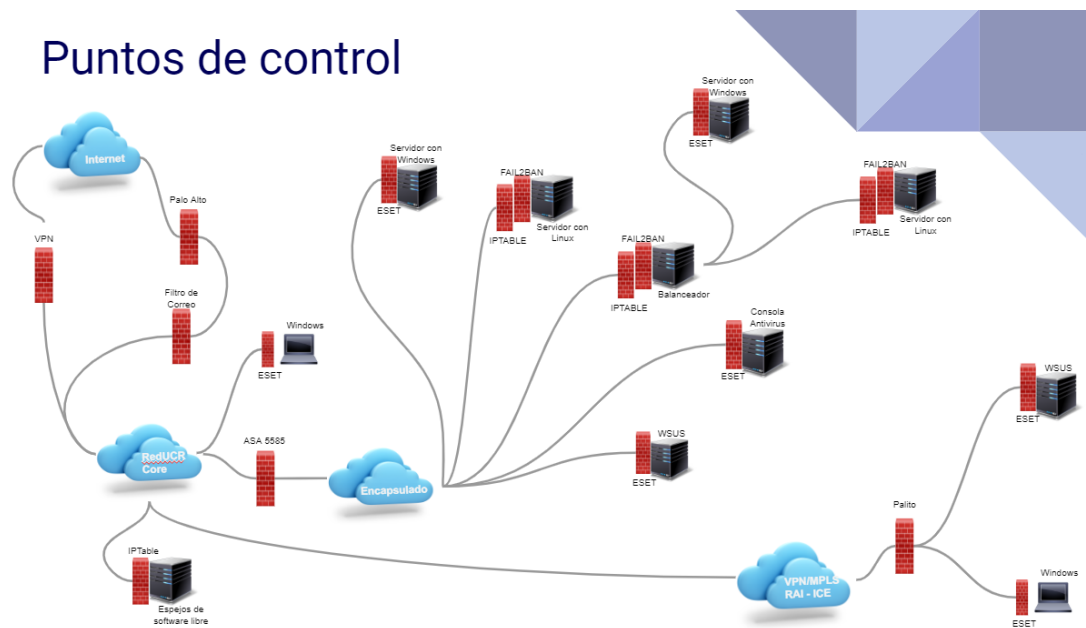 Puntos de control
Internet
Palo Alto
VPN
Filtro de
Correo
Windows
ESET
RedUCR
Core
ASA 5585
Encapsulado
IPTable
Espejos de
software libre
Servidor con
Windows
ESET
FAIL2BAN
IPTABLE
Servidor con
Linux
FAIL2BAN
IPTABLE
Balanceador
Servidor con
Windows
ESET
FAIL2BAN
IPTABLE
Servidor con
Linux
Consola
Antivirus
ESET
WSUS
ESET
VPN/MPLS
RAI - ICE
Palito
WSUS
ESET
Windows
ESET